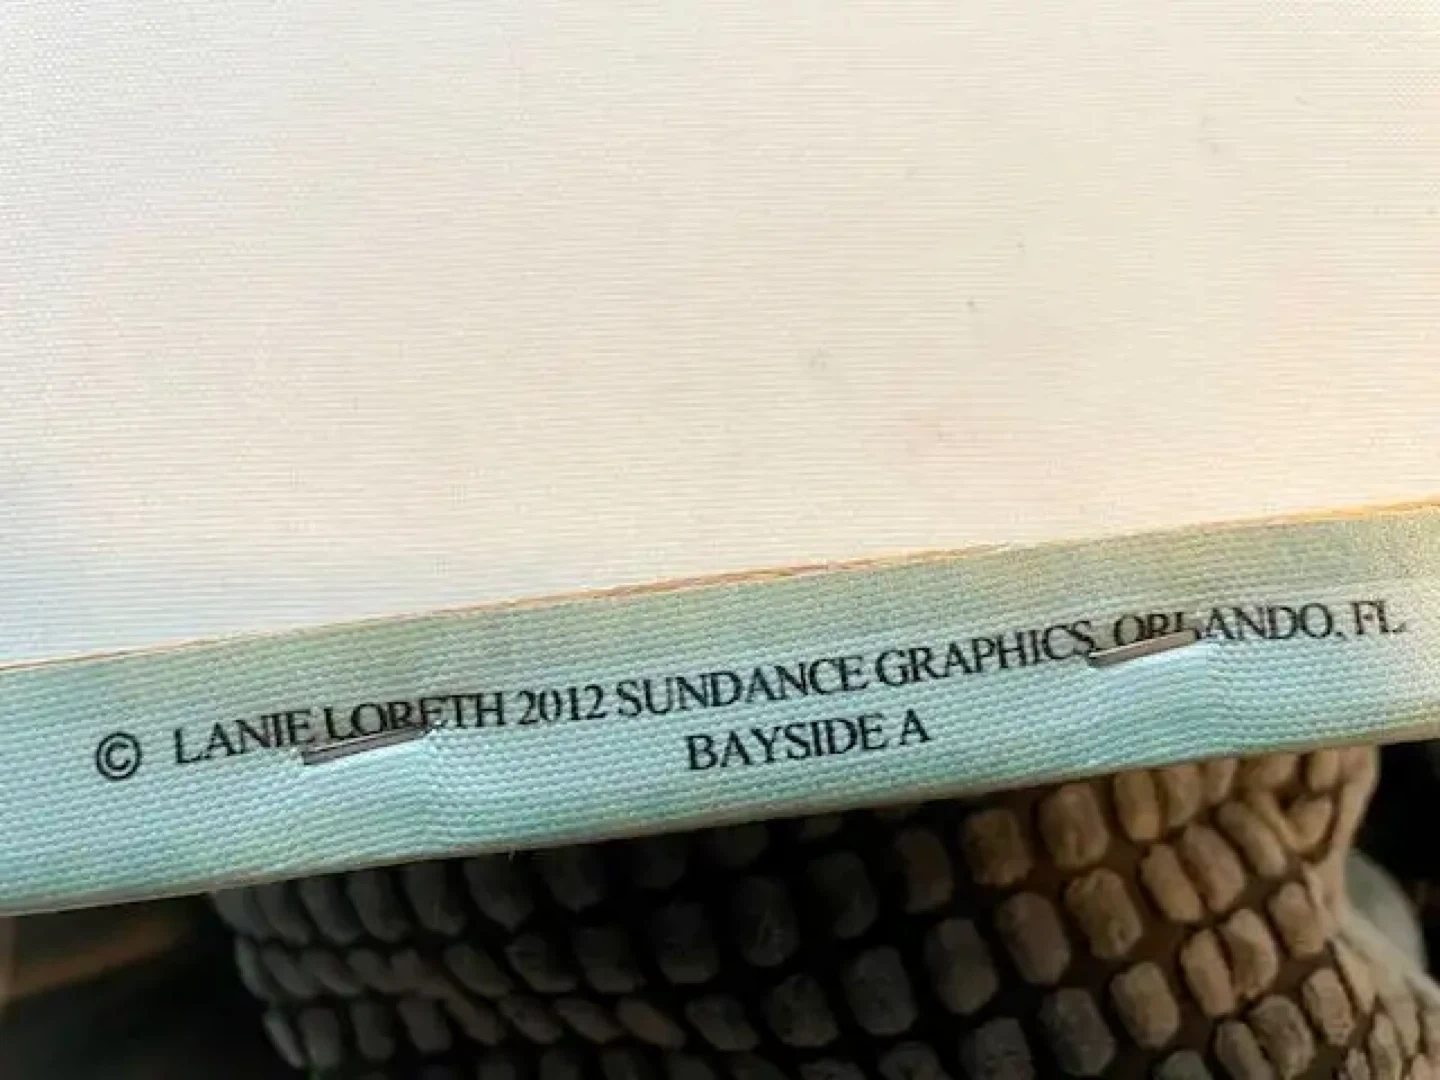 © LANIE LORETH 2012 SUNDANCE GRAPHICS, ORLANDO, FL
BAYSIDE A